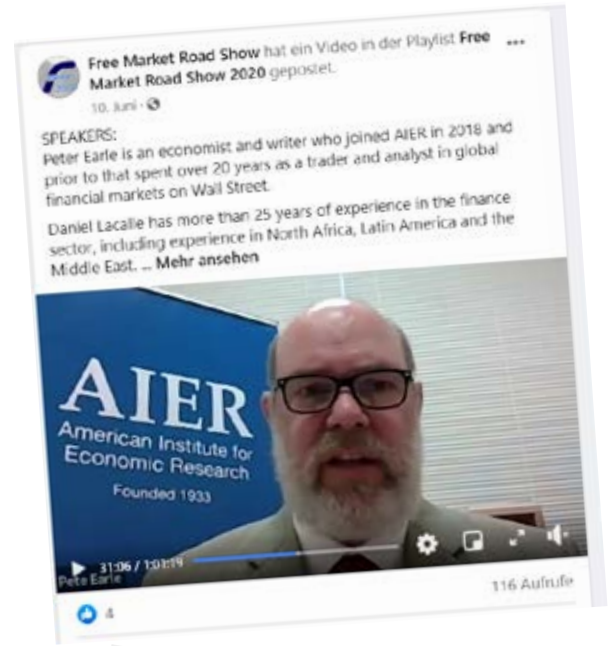 Free Market Road Show hat ein Video in der Playlist Free
Market Road Show 2020 gepostet.
10. Juni
SPEAKERS:
Peter Earle is an economist and writer who joined AIER in 2018 and
prior to that spent over 20 years as a trader and analyst in global
financial markets on Wall Street.
Daniel Lacalle has more than 25 years of experience in the finance
sector, including experience in North Africa, Latin America and the
Middle East. ... Mehr ansehen
AIER
American Institute for
Economic Research
Founded 1933
31:06 / 1:03:19
Pete Earle
116 Aufrufe
4